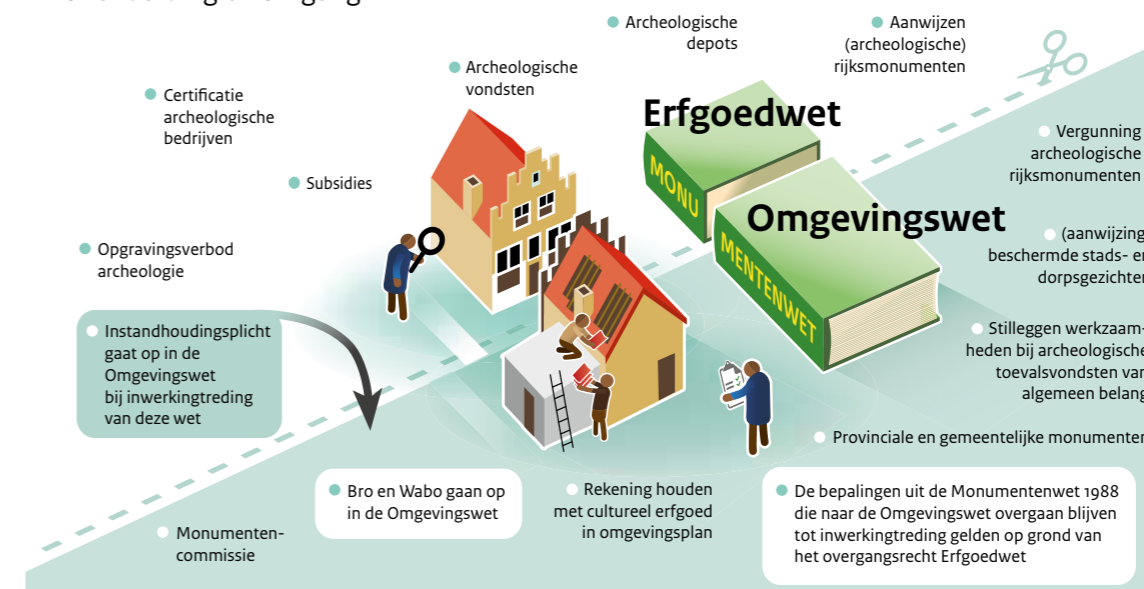 Archeologische
depots
Aanwijzen
(archeologische)
rijksmonumenten
Archeologische
vondsten
Certificatie
archeologische
bedrijven
Subsidies
Opgravingsverbod
archeologie
Erfgoedwet
MONU
Omgevingswet
MENTENWET
Vergunning
archeologische
rijksmonumenten
(aanwijzing
beschermde stads- e
dorpsgezichte
Stilleggen werkzaam-
heden bij archeologische
toevalsvondsten van
algemeen belang
Provinciale en gemeentelijke monumenten
Instandhoudingsplicht
gaat op in de
Omgevingswet
bij inwerkingtreding
van deze wet
Bro en Wabo gaan op
in de Omgevingswet
Monumenten-
commissie
Rekening houden
met cultureel erfgoed
in omgevingsplan
De bepalingen uit de Monumentenwet 1988
die naar de Omgevingswet overgaan blijven
tot inwerkingtreding gelden op grond van
het overgangsrecht Erfgoedwet